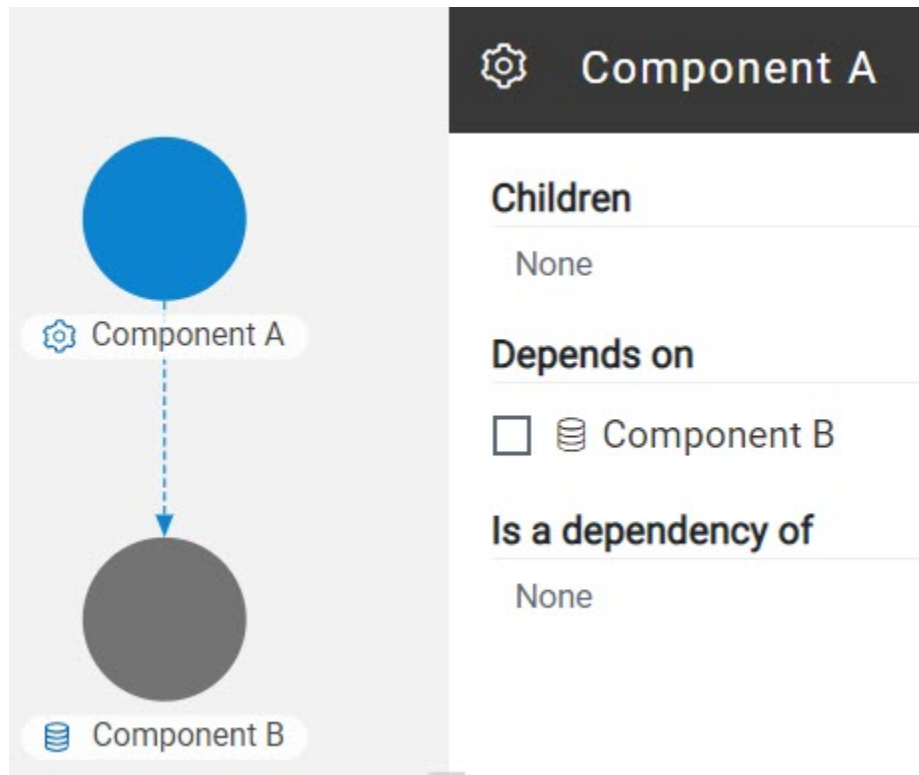 Component A
Component B
Component A
Children
None
Depends on
Component B
Is a dependency of
None